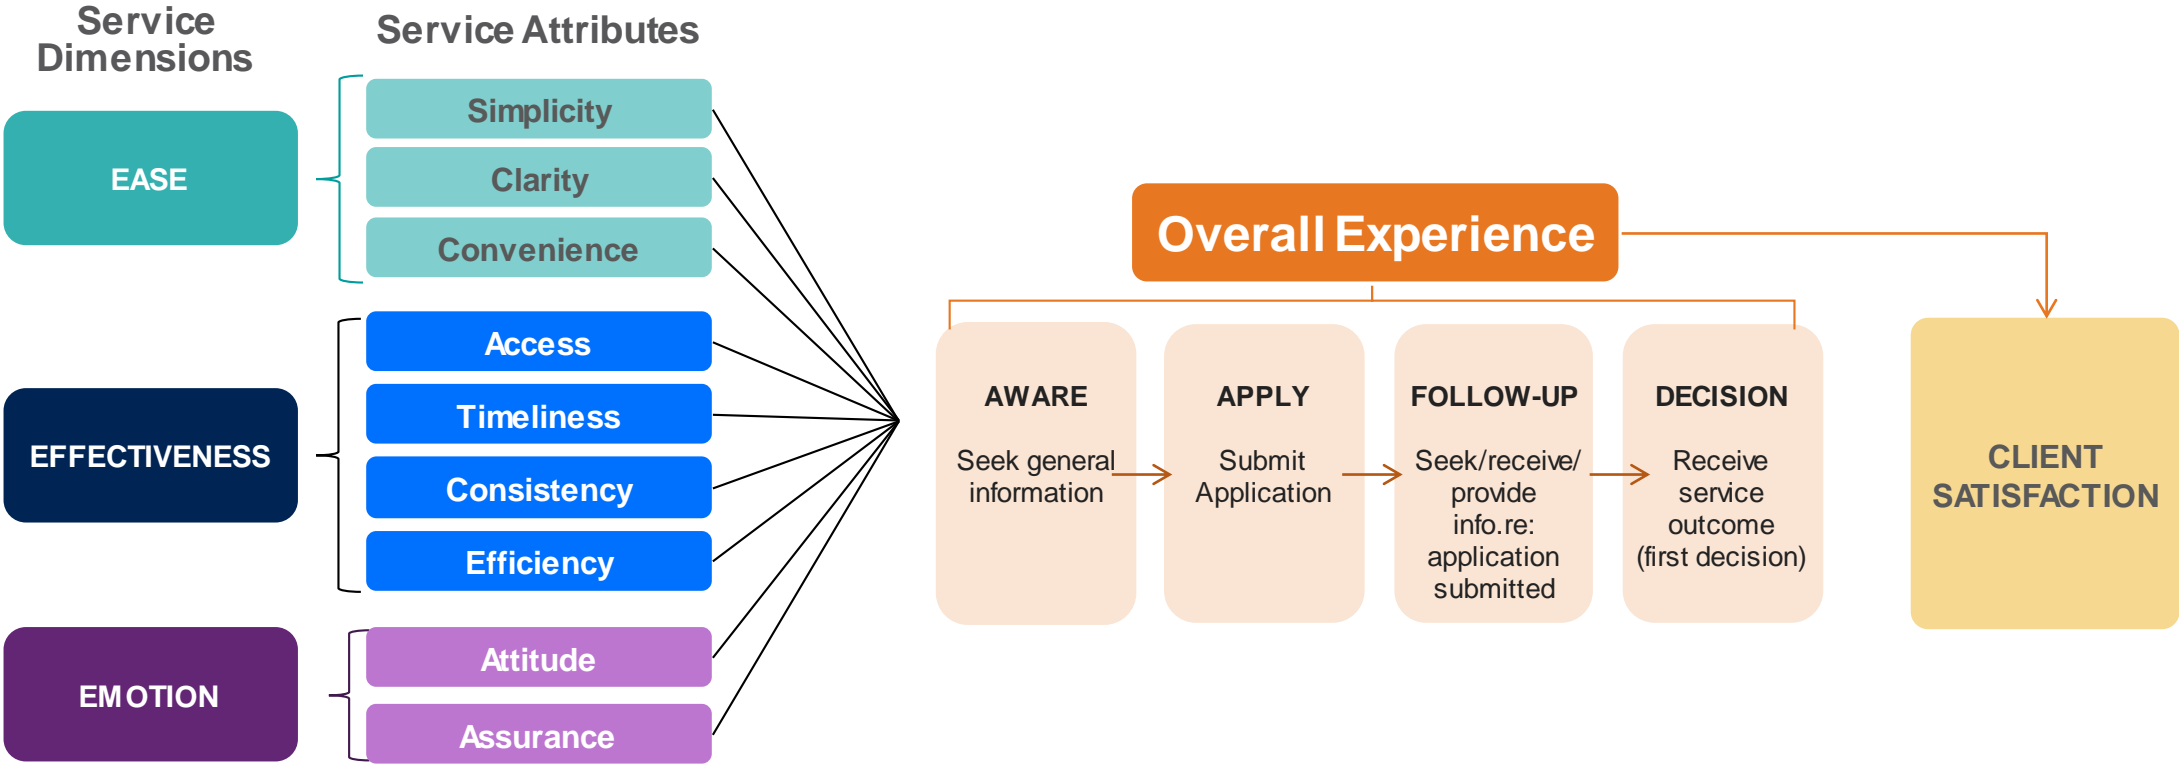 Service
Dimensions
Service Attributes
EASE
Simplicity
Clarity
Convenience
EFFECTIVENESS
Access
Timeliness
Consistency
Efficiency
EMOTION
Attitude
Assurance
Overall Experience
AWARE
Seek general
information
APPLY
Submit
Application
FOLLOW-UP
Seek/receive/
provide
info.re:
application
submitted
DECISION
Receive
service
outcome
(first decision)
CLIENT
SATISFACTION